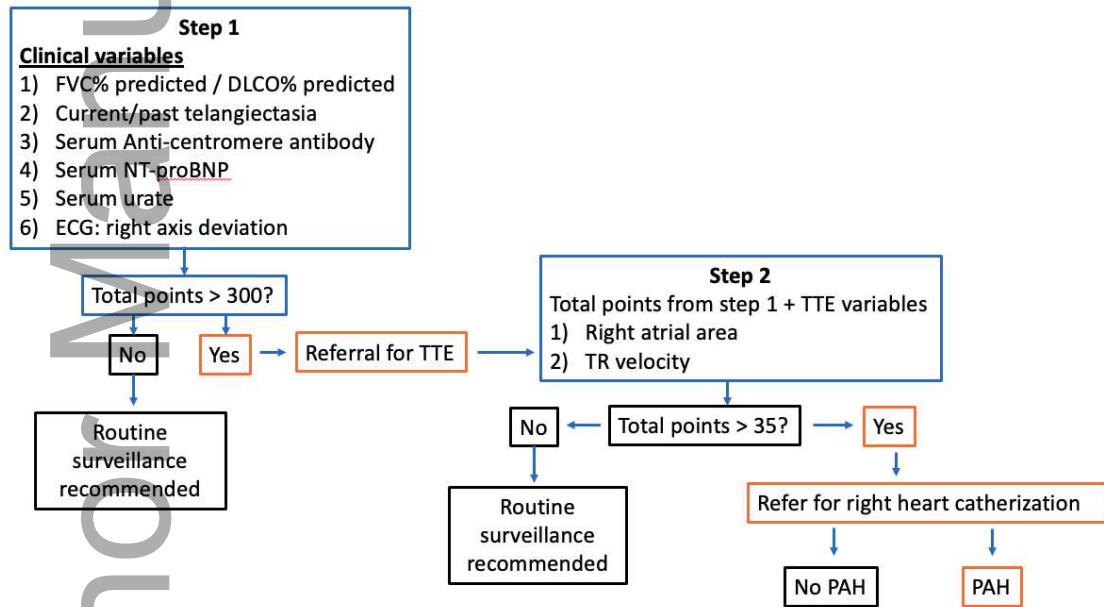 Step 1
Clinical variables
1) FVC% predicted / DLCO% predicted
2) Current/past telangiectasia
3) Serum Anti-centromere antibody
4) Serum NT-proBNP
5) Serum urate
6) ECG: right axis deviation
Total points > 300?
No
Yes
Referral for TTE
Routine
surveillance
recommended
Step 2
Total points from step 1 + TTE variables
1) Right atrial area
2) TR velocity
Total points > 35?
No
Yes
Routine
surveillance
recommended
Refer for right heart catherization
No PAH
PAH